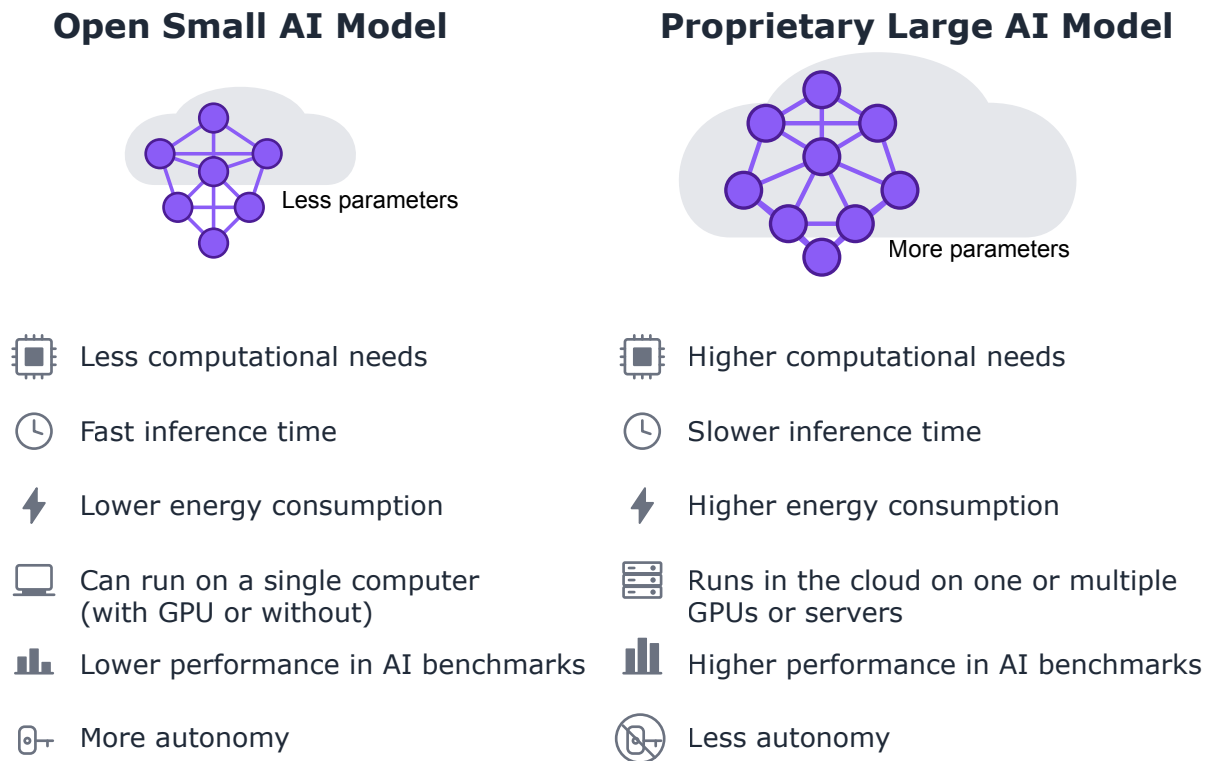 Open Small AI Model
Less parameters
Less computational needs
Fast inference time
Lower energy consumption
Can run on a single computer
(with GPU or without)
Lower performance in AI benchmarks
More autonomy
Proprietary Large AI Model
More parameters
Higher computational needs
Slower inference time
Higher energy consumption
Runs in the cloud on one or multiple
GPUs or servers
Higher performance in AI benchmarks
Less autonomy